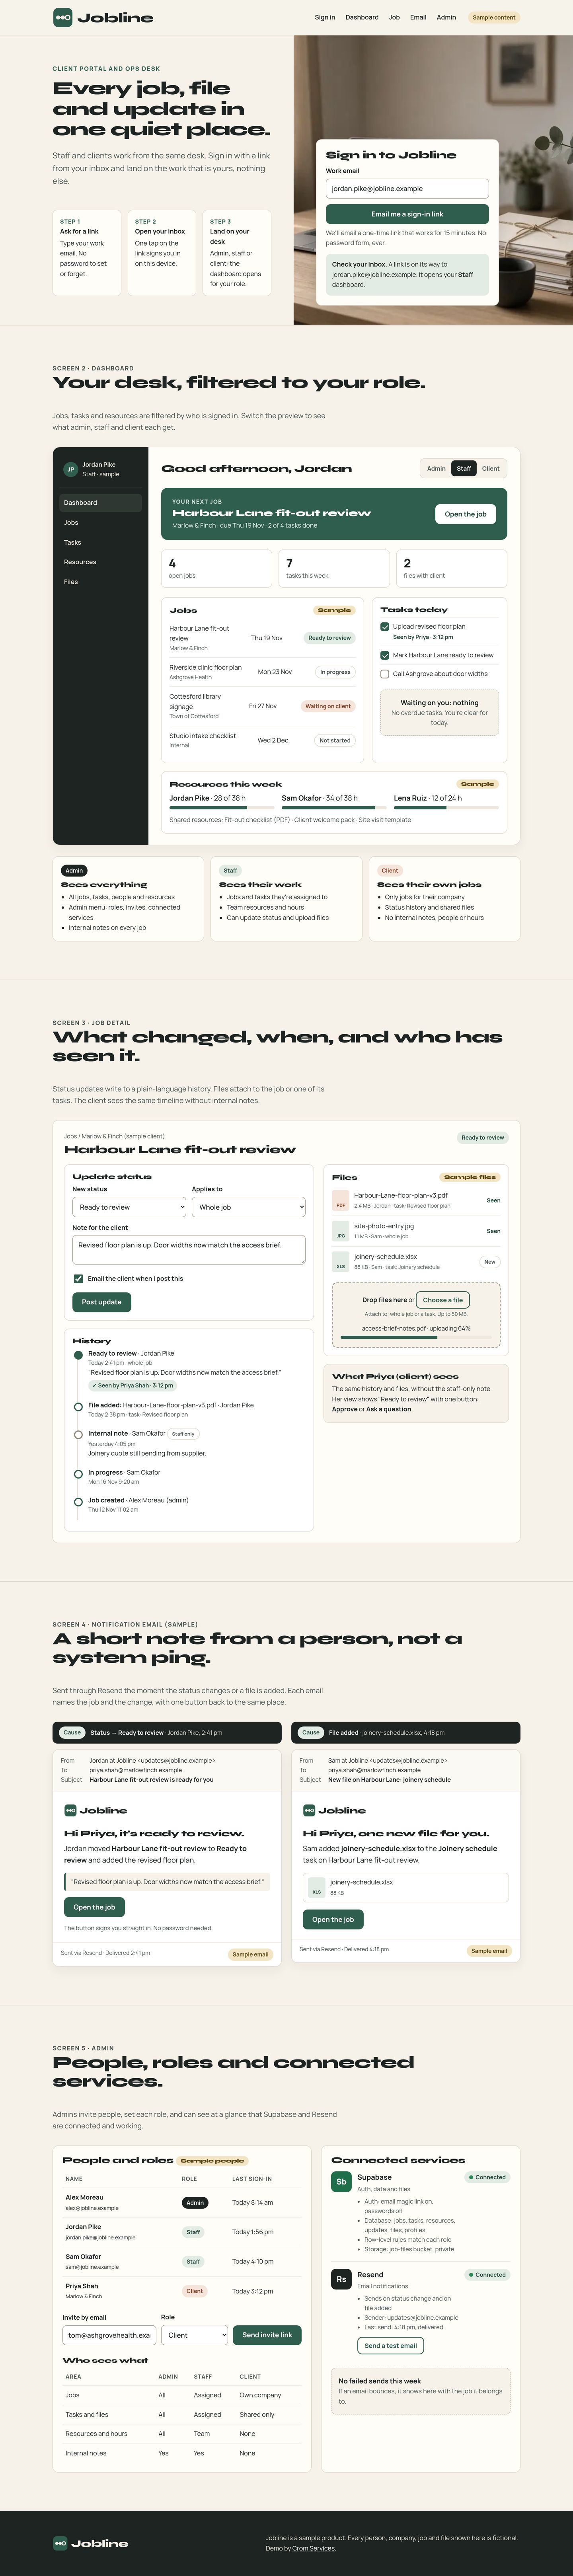 Jobline
Sign in
Dashboard
Job
Email
Admin
Sample content
CLIENT PORTAL AND OPS DESK
Every job, file
and update in
one quiet place.
Staff and clients work from the same desk. Sign in with a link
from your inbox and land on the work that is yours, nothing
else.
STEP 1
Ask for a link
Type your work
email. No
password to set
or forget.
STEP 2
Open your inbox
One tap on the
link signs you in
on this device.
STEP 3
Land on your
desk
Admin, staff or
client: the
dashboard opens
for your role.
Sign in to Jobline
Work email
jordan.pike@jobline.example
Email me a sign-in link
We'll email a one-time link that works for 15 minutes. No
password form, ever.
Check your inbox. A link is on its way to
jordan.pike@jobline.example. It opens your Staff
dashboard.
SCREEN 2 · DASHBOARD
Your desk, filtered to your role.
Jobs, tasks and resources are filtered by who is signed in. Switch the preview to see
what admin, staff and client each get.
JP
Jordan Pike
Staff · sample
Dashboard
Jobs
Tasks
Resources
Files
Good afternoon, Jordan
Admin
Staff
Client
YOUR NEXT JOB
Harbour Lane fit-out review
Marlow & Finch · due Thu 19 Nov · 2 of 4 tasks done
Open the job
4
open jobs
7
tasks this week
2
files with client
Jobs
Sample
Harbour Lane fit-out
review
Marlow & Finch
Thu 19 Nov
Ready to review
Riverside clinic floor plan
Ashgrove Health
Mon 23 Nov
In progress
Cottesford library
signage
Town of Cottesford
Fri 27 Nov
Waiting on client
Studio intake checklist
Internal
Wed 2 Dec
Not started
Tasks today
Upload revised floor plan
Seen by Priya · 3:12 pm
Mark Harbour Lane ready to review
Call Ashgrove about door widths
Waiting on you: nothing
No overdue tasks. You're clear for
today.
Resources this week
Sample
Jordan Pike · 28 of 38 h
Sam Okafor · 34 of 38 h
Lena Ruiz · 12 of 24 h
Shared resources: Fit-out checklist (PDF) · Client welcome pack · Site visit template
Admin
Sees everything
• All jobs, tasks, people and resources
• Admin menu: roles, invites, connected
services
• Internal notes on every job
Staff
Sees their work
• Jobs and tasks they're assigned to
• Team resources and hours
• Can update status and upload files
Client
Sees their own jobs
• Only jobs for their company
• Status history and shared files
• No internal notes, people or hours
SCREEN 3 · JOB DETAIL
What changed, when, and who has
seen it.
Status updates write to a plain-language history. Files attach to the job or one of its
tasks. The client sees the same timeline without internal notes.
Jobs / Marlow & Finch (sample client)
Harbour Lane fit-out review
Ready to review
Update status
New status
Applies to
Ready to review
Whole job
Note for the client
Revised floor plan is up. Door widths now match the access brief.
Email the client when I post this
Post update
History
Ready to review · Jordan Pike
Today 2:41 pm · whole job
"Revised floor plan is up. Door widths now match the access brief."
✓ Seen by Priya Shah · 3:12 pm
File added: Harbour-Lane-floor-plan-v3.pdf · Jordan Pike
Today 2:38 pm · task: Revised floor plan
Internal note · Sam Okafor
Staff only
Yesterday 4:05 pm
Joinery quote still pending from supplier.
In progress · Sam Okafor
Mon 16 Nov 9:20 am
Job created · Alex Moreau (admin)
Thu 12 Nov 11:02 am
Files
Sample files
PDF
Harbour-Lane-floor-plan-v3.pdf
2.4 MB · Jordan · task: Revised floor plan
Seen
JPG
site-photo-entry.jpg
1.1 MB · Sam · whole job
Seen
XLS
joinery-schedule.xlsx
88 KB · Sam · task: Joinery schedule
New
Drop files here or
Choose a file
Attach to: whole job or a task. Up to 50 MB.
access-brief-notes.pdf · uploading 64%
What Priya (client) sees
The same history and files, without the staff-only note.
Her view shows "Ready to review" with one button:
Approve or Ask a question.
SCREEN 4 · NOTIFICATION EMAIL (SAMPLE)
A short note from a person, not a
system ping.
Sent through Resend the moment the status changes or a file is added. Each email
names the job and the change, with one button back to the same place.
Cause
Status → Ready to review · Jordan Pike, 2:41 pm
From Jordan at Jobline <updates@jobline.example>
To priya.shah@marlowfinch.example
Subject Harbour Lane fit-out review is ready for you
Jobline
Hi Priya, it's ready to review.
Jordan moved Harbour Lane fit-out review to Ready to
review and added the revised floor plan.
"Revised floor plan is up. Door widths now match the access brief."
Open the job
The button signs you straight in. No password needed.
Sent via Resend · Delivered 2:41 pm
Sample email
Cause
File added · joinery-schedule.xlsx, 4:18 pm
From Sam at Jobline <updates@jobline.example>
To priya.shah@marlowfinch.example
Subject New file on Harbour Lane: joinery schedule
Jobline
Hi Priya, one new file for you.
Sam added joinery-schedule.xlsx to the Joinery schedule
task on Harbour Lane fit-out review.
XLS
joinery-schedule.xlsx
88 KB
Open the job
Sent via Resend · Delivered 4:18 pm
Sample email
SCREEN 5 · ADMIN
People, roles and connected
services.
Admins invite people, set each role, and can see at a glance that Supabase and Resend
are connected and working.
People and roles
Sample people
NAME ROLE LAST SIGN-IN
Alex Moreau
alex@jobline.example
Admin
Today 8:14 am
Jordan Pike
jordan.pike@jobline.example
Staff
Today 1:56 pm
Sam Okafor
sam@jobline.example
Staff
Today 4:10 pm
Priya Shah
Marlow & Finch
Client
Today 3:12 pm
Invite by email
Role
tom@ashgrovehealth.exa
Client
Send invite link
Who sees what
AREA ADMIN STAFF CLIENT
Jobs All Assigned Own company
Tasks and files All Assigned Shared only
Resources and hours All Team None
Internal notes Yes Yes None
Connected services
Sb
Supabase
Connected
Auth, data and files
• Auth: email magic link on,
passwords off
• Database: jobs, tasks, resources,
updates, files, profiles
• Row-level rules match each role
• Storage: job-files bucket, private
Rs
Resend
Connected
Email notifications
• Sends on status change and on
file added
• Sender: updates@jobline.example
• Last send: 4:18 pm, delivered
Send a test email
No failed sends this week
If an email bounces, it shows here with the job it belongs
to.
Jobline
Jobline is a sample product. Every person, company, job and file shown here is fictional.
Demo by Crom Services.